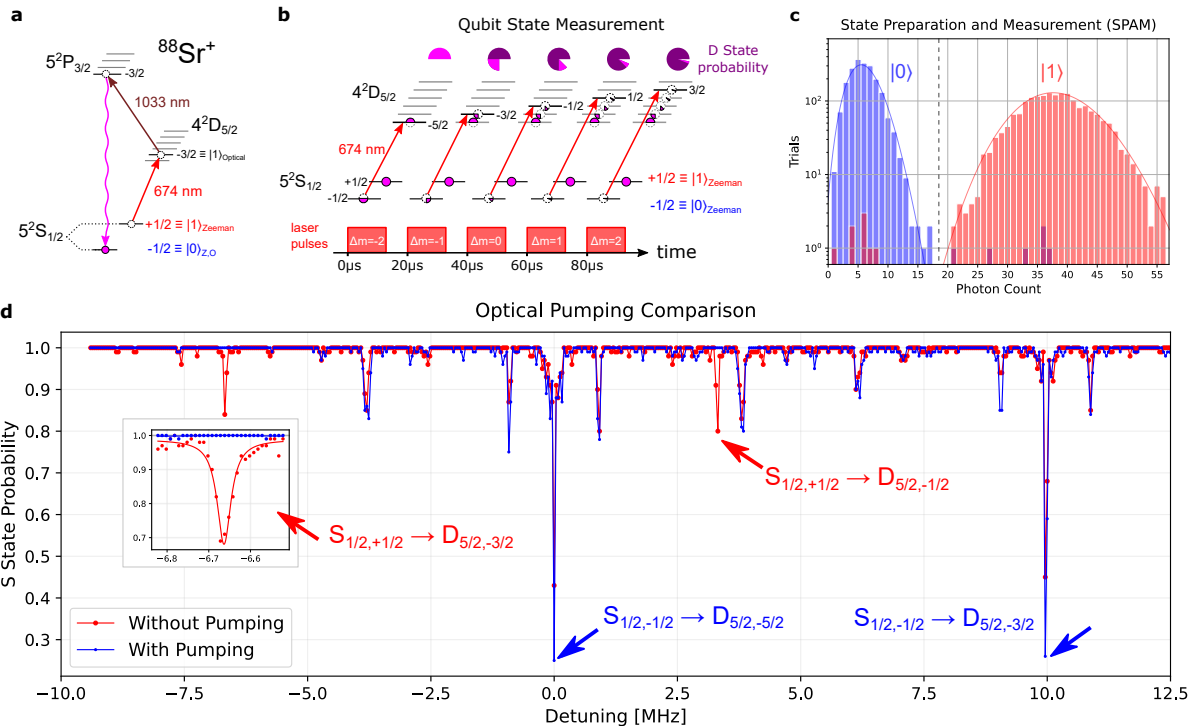 a
⁸⁸Sr⁺
5²P₃/₂
-3/2
1033 nm
4²D₅/₂
-3/2 ≡ |1⟩Optical
674 nm
+1/2 ≡ |1⟩Zeeman
5²S₁/₂
-1/2 ≡ |0⟩Z,O
b
Qubit State Measurement
D State
probability
4²D₅/₂
-5/2
-3/2
-1/2
1/2
3/2
674 nm
5²S₁/₂
+1/2
-1/2
+1/2 ≡ |1⟩Zeeman
-1/2 ≡ |0⟩Zeeman
laser
pulses
Δm=-2
Δm=-1
Δm=0
Δm=1
Δm=2
time
0μs
20μs
40μs
60μs
80μs
c
State Preparation and Measurement (SPAM)
|0⟩
|1⟩
Trials
10²
10¹
10⁰
0 5 10 15 20 25 30 35 40 45 50 55
Photon Count
d
Optical Pumping Comparison
S State Probability
1.0
0.9
0.8
0.7
0.6
0.5
0.4
0.3
1.0
0.9
0.8
0.7
−6.8 −6.7 −6.6
S₁/₂,₊₁/₂ → D₅/₂,₋₃/₂
S₁/₂,₊₁/₂ → D₅/₂,₋₁/₂
S₁/₂,₋₁/₂ → D₅/₂,₋₅/₂
S₁/₂,₋₁/₂ → D₅/₂,₋₃/₂
Without Pumping
With Pumping
−10.0 −7.5 −5.0 −2.5 0.0 2.5 5.0 7.5 10.0 12.5
Detuning [MHz]